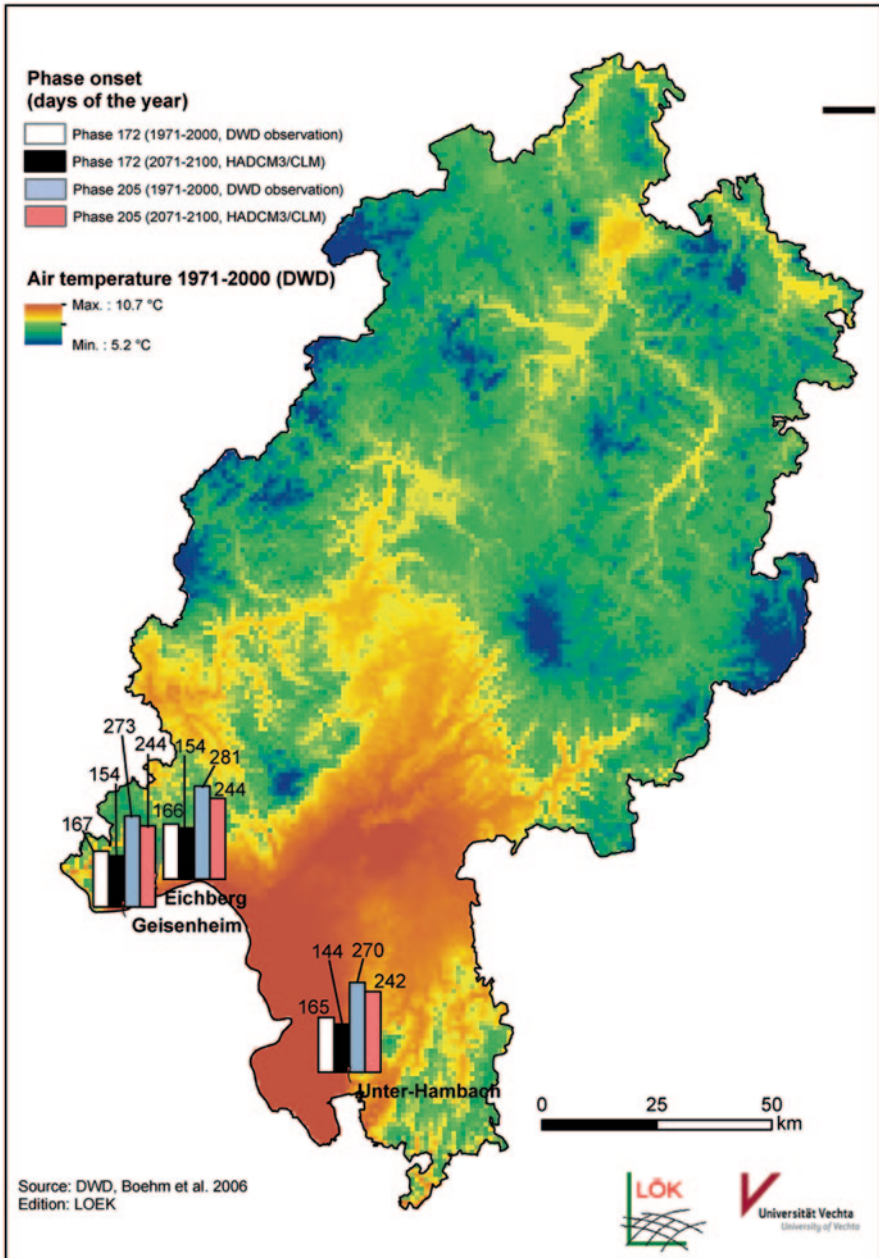 Phase onset
(days of the year)
Phase 172 (1971-2000, DWD observation)
Phase 172 (2071-2100, HADCM3/CLM)
Phase 205 (1971-2000, DWD observation)
Phase 205 (2071-2100, HADCM3/CLM)
Air temperature 1971-2000 (DWD)
Max. : 10.7 °C
Min. : 5.2 °C
273
244
154
167
154
281
166
244
Eichberg
Geisenheim
144
270
165
242
Unter-Hambach
0 25 50
km
Source: DWD, Boehm et al. 2006
Edition: LOEK
LÖK
Universität Vechta
University of Vechta